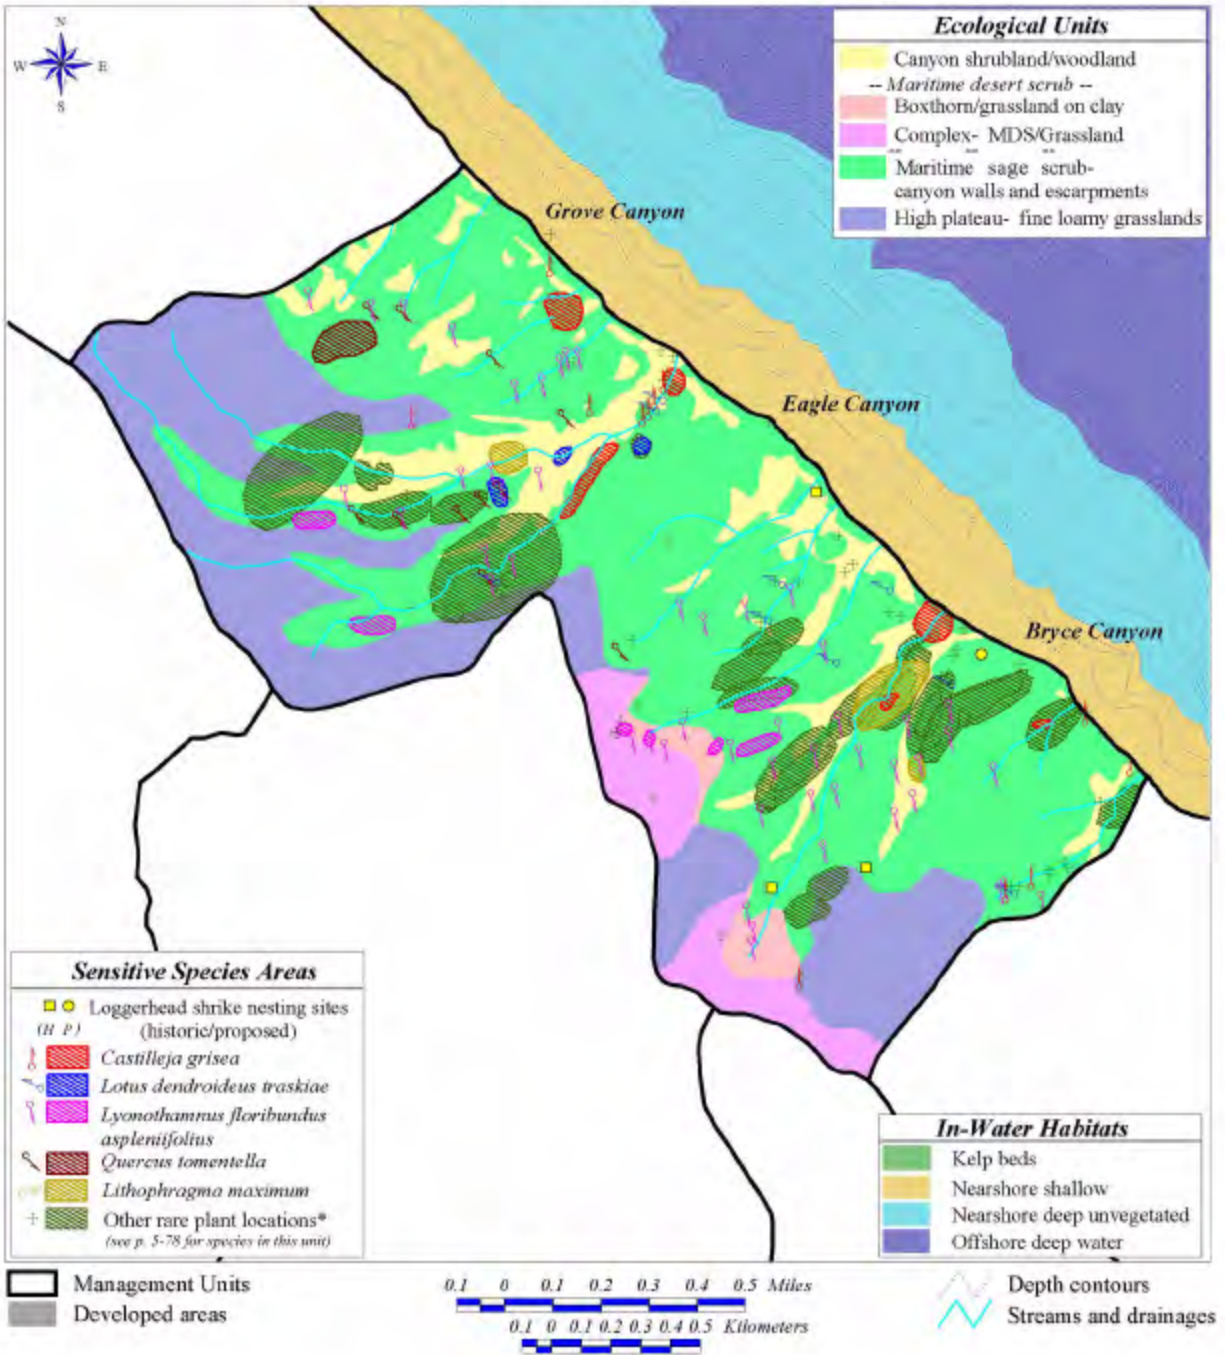 N
W E
S
Ecological Units
Canyon shrubland/woodland
-- Maritime desert scrub --
Boxthorn/grassland on clay
Complex- MDS/Grassland
-- -- --
Maritime sage scrub-
canyon walls and escarpments
High plateau- fine loamy grasslands
Grove Canyon
Eagle Canyon
Bryce Canyon
Sensitive Species Areas
Loggerhead shrike nesting sites
(H P) (historic/proposed)
Castilleja grisea
Lotus dendroideus traskiae
Lyonothamnus floribundus
aspleniifolius
Quercus tomentella
Lithophragma maximum
Other rare plant locations*
(see p. 5-78 for species in this unit)
In-Water Habitats
Kelp beds
Nearshore shallow
Nearshore deep unvegetated
Offshore deep water
Management Units
Developed areas
0.1 0 0.1 0.2 0.3 0.4 0.5 Miles
0.1 0 0.1 0.2 0.3 0.4 0.5 Kilometers
Depth contours
Streams and drainages